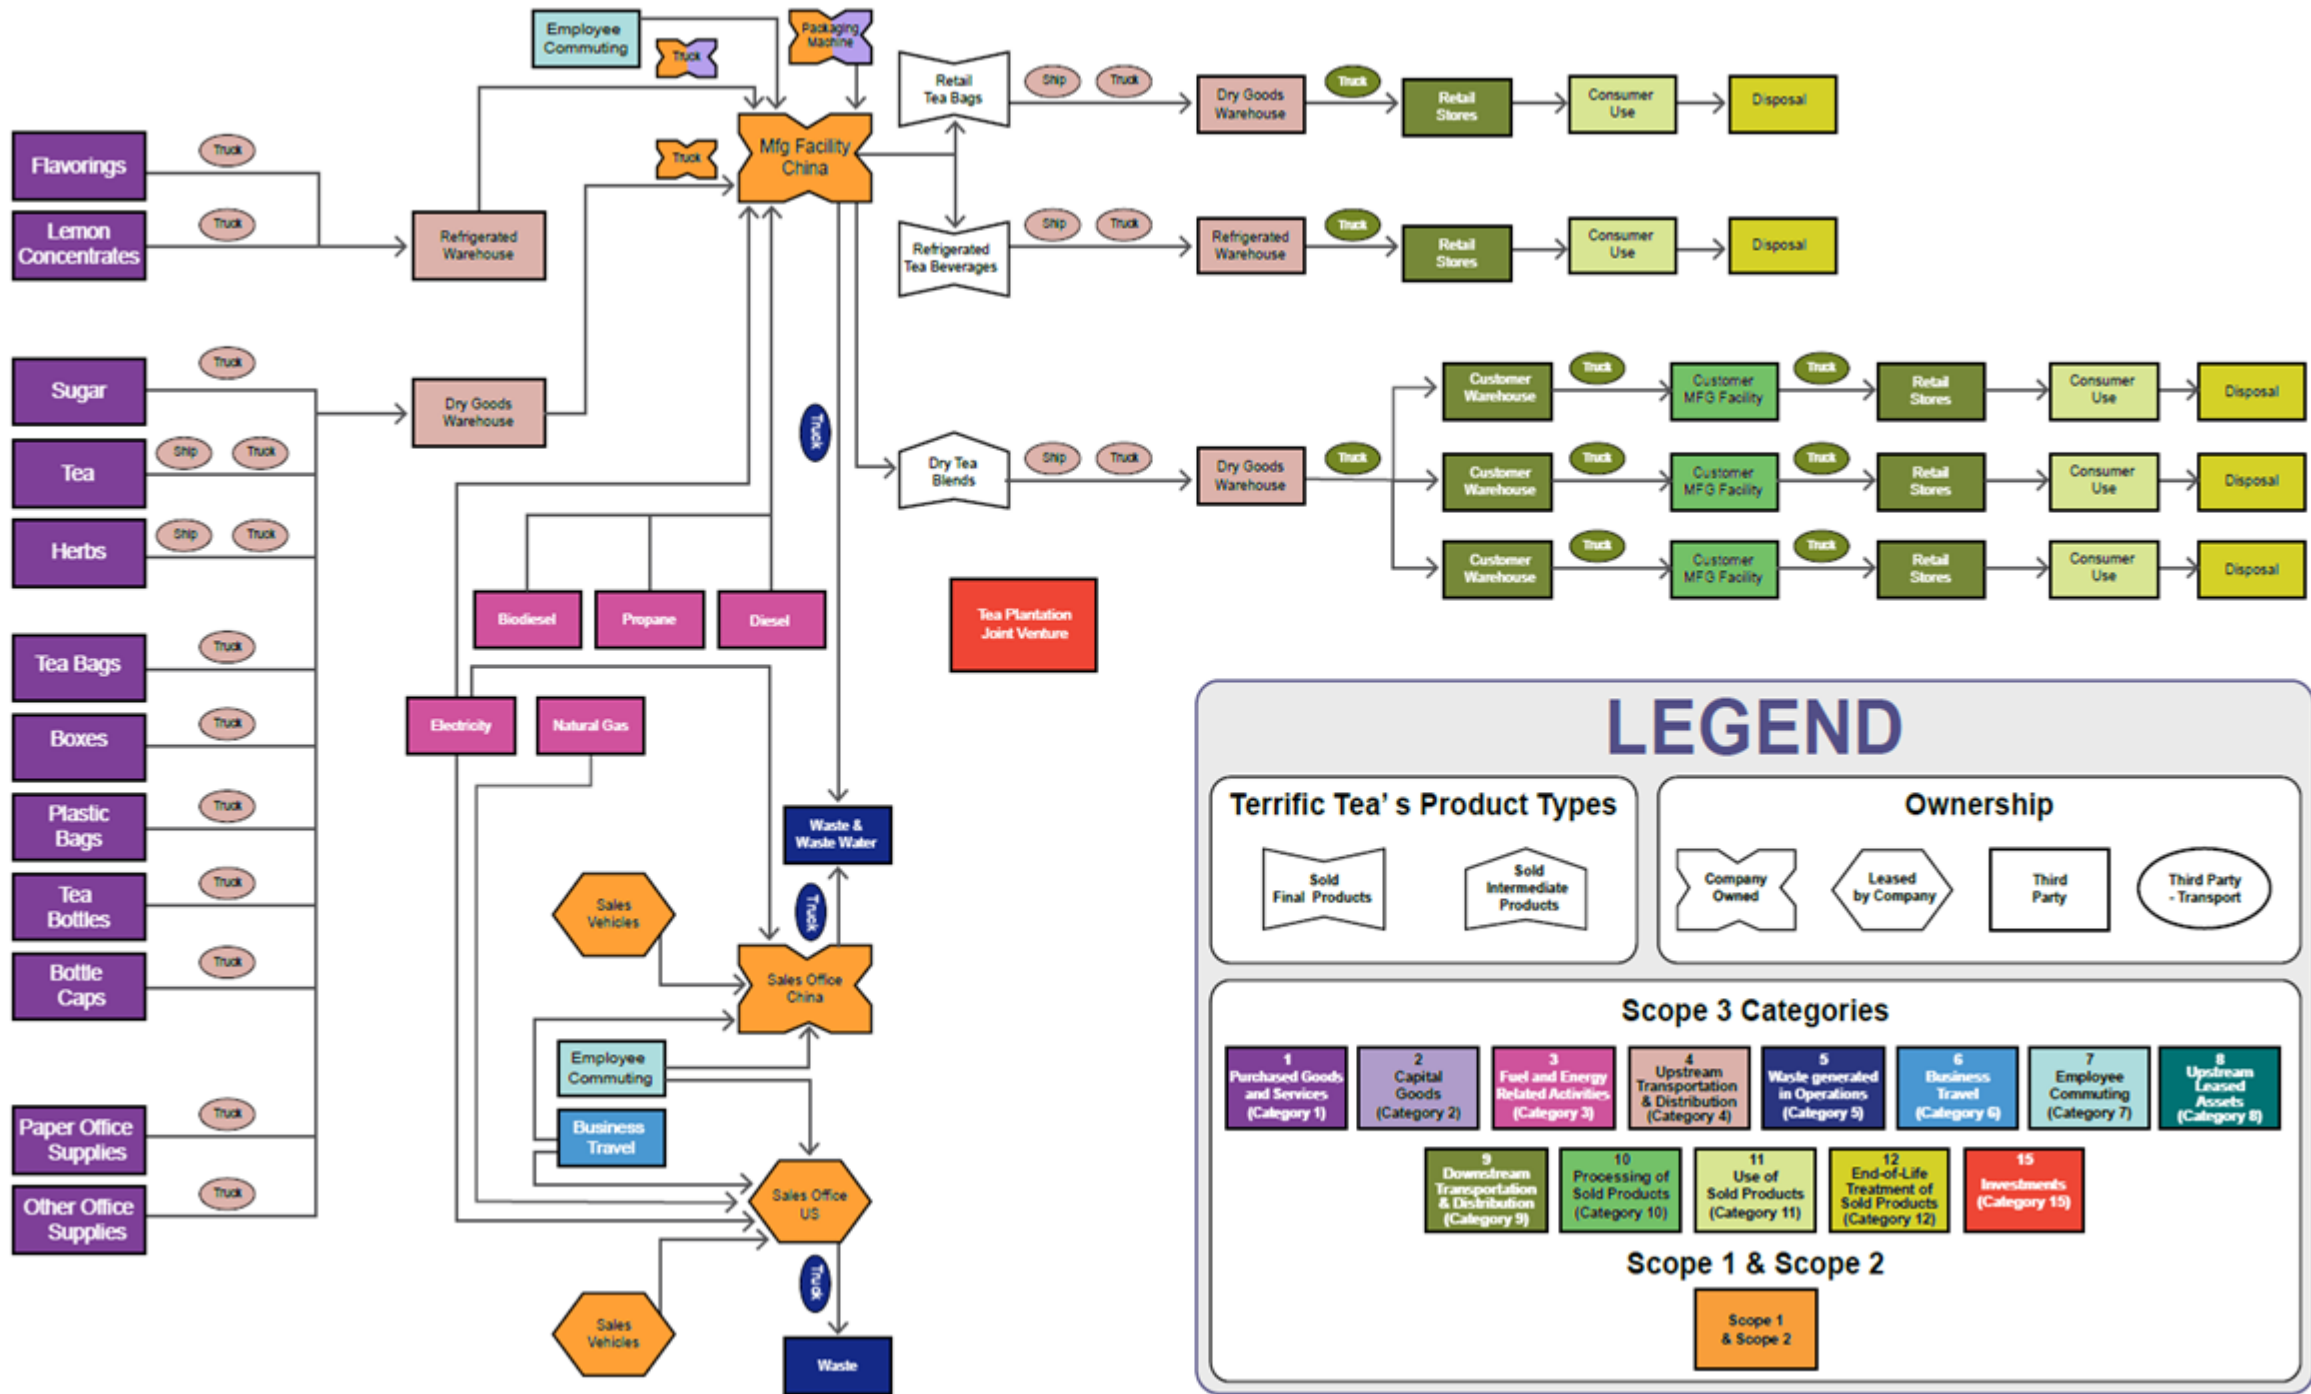 Employee
Commuting
Truck
Packaging
Machine
Retail
Tea Bags
Ship
Truck
Dry Goods
Warehouse
Truck
Retail
Stores
Consumer
Use
Disposal
Flavorings
Truck
Truck
Mfg Facility
China
Lemon
Concentrates
Truck
Refrigerated
Warehouse
Refrigerated
Tea Beverages
Ship
Truck
Refrigerated
Warehouse
Truck
Retail
Stores
Consumer
Use
Disposal
Sugar
Truck
Dry Goods
Warehouse
Tea
Ship
Truck
Herbs
Ship
Truck
Truck
Dry Tea
Blends
Ship
Truck
Dry Goods
Warehouse
Truck
Customer
Warehouse
Truck
Customer
MFG Facility
Truck
Retail
Stores
Consumer
Use
Disposal
Customer
Warehouse
Truck
Customer
MFG Facility
Truck
Retail
Stores
Consumer
Use
Disposal
Customer
Warehouse
Truck
Customer
MFG Facility
Truck
Retail
Stores
Consumer
Use
Disposal
Biodiesel
Propane
Diesel
Tea Plantation
Joint Venture
Tea Bags
Truck
Boxes
Truck
Plastic
Bags
Truck
Tea
Bottles
Truck
Bottle
Caps
Truck
Paper Office
Supplies
Truck
Other Office
Supplies
Truck
Electricity
Natural Gas
Waste &
Waste Water
Truck
Sales
Vehicles
Sales Office
China
Employee
Commuting
Business
Travel
Sales Office
US
Truck
Sales
Vehicles
Waste
LEGEND
Terrific Tea' s Product Types
Sold
Final Products
Sold
Intermediate
Products
Ownership
Company
Owned
Leased
by Company
Third
Party
Third Party
- Transport
Scope 3 Categories
1
Purchased Goods
and Services
(Category 1)
2
Capital
Goods
(Category 2)
3
Fuel and Energy
Related Activities
(Category 3)
4
Upstream
Transportation
& Distribution
(Category 4)
5
Waste generated
in Operations
(Category 5)
6
Business
Travel
(Category 6)
7
Employee
Commuting
(Category 7)
8
Upstream
Leased
Assets
(Category 8)
9
Downstream
Transportation
& Distribution
(Category 9)
10
Processing of
Sold Products
(Category 10)
11
Use of
Sold Products
(Category 11)
12
End-of-Life
Treatment of
Sold Products
(Category 12)
15
Investments
(Category 15)
Scope 1 & Scope 2
Scope 1
& Scope 2